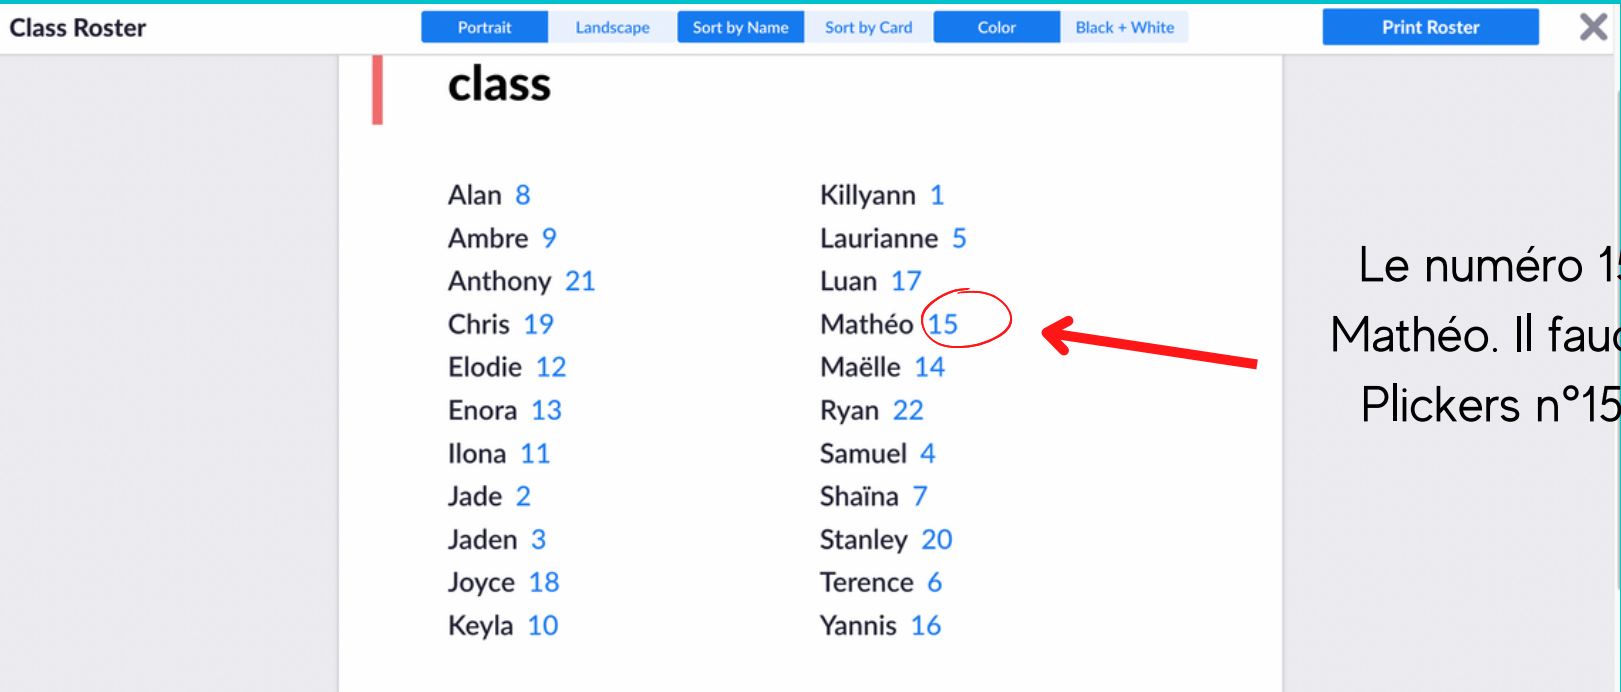 Class Roster
Portrait Landscape Sort by Name Sort by Card Color Black + White
Print Roster
class
Alan 8
Ambre 9
Anthony 21
Chris 19
Elodie 12
Enora 13
Ilona 11
Jade 2
Jaden 3
Joyce 18
Keyla 10
Killyann 1
Laurianne 5
Luan 17
Mathéo 15
Maëlle 14
Ryan 22
Samuel 4
Shaïna 7
Stanley 20
Terence 6
Yannis 16
Le numéro 15
Mathéo. Il
Plickers n°15